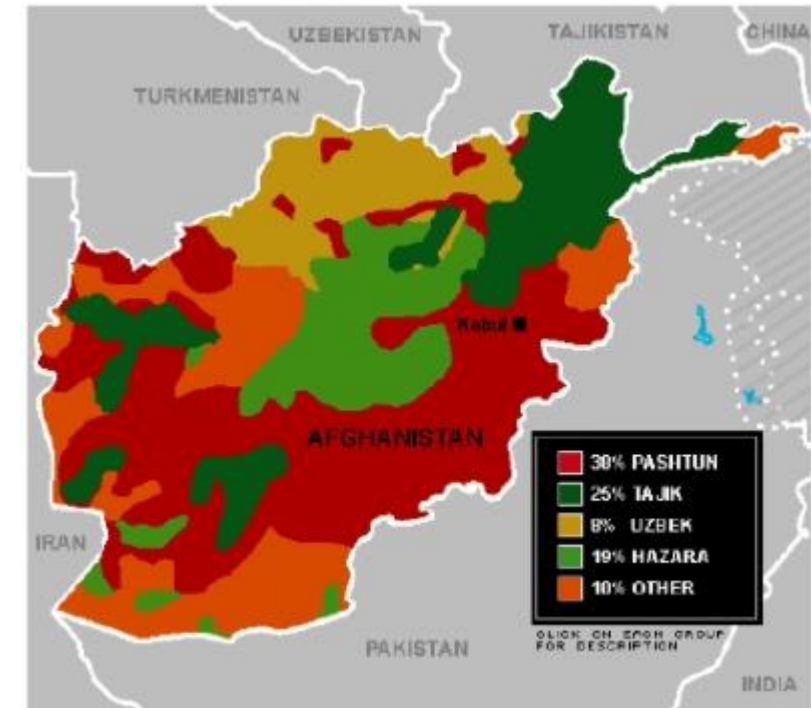 UZBEKISTAN
TAJIKISTAN
CHINA
TURKMENISTAN
Kabul
AFGHANISTAN
38% PASHTUN
25% TAJIK
8% UZBEK
19% HAZARA
10% OTHER
IRAN
CLICK ON EACH GROUP
FOR DESCRIPTION
PAKISTAN
INDIA